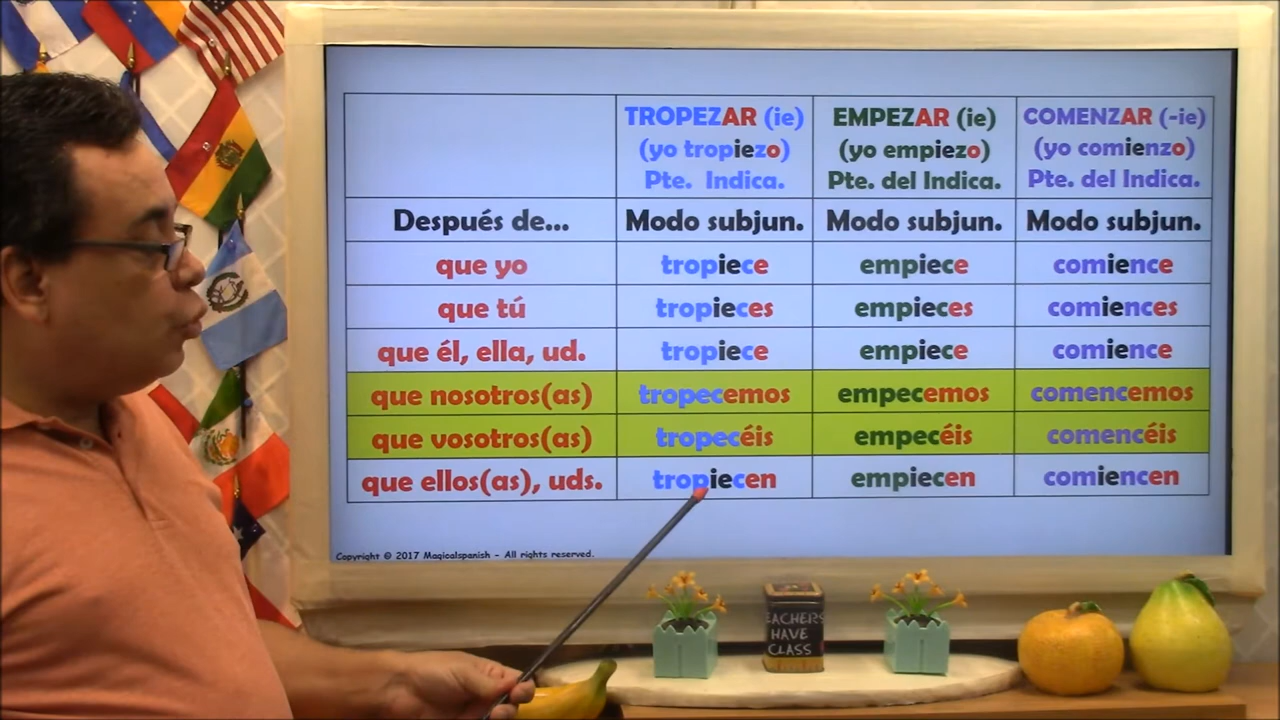 TROPEZAR (ie) EMPEZAR (ie) COMENZAR (-ie)
(yo tropiezo) (yo empiezo) (yo comienzo)
Pte. Indica. Pte. del Indica. Pte. del Indica.
Después de... Modo subjun. Modo subjun. Modo subjun.
que yo tropiece empiece comience
que tú tropieces empieces comiences
que él, ella, ud. tropiece empiece comience
que nosotros(as) tropecemos empecemos comencemos
que vosotros(as) tropecéis empecéis comencéis
que ellos(as), uds. tropiecen empiecen comiencen
Copyright © 2017 Magicalspanish - All rights reserved.
EACHERS
HAVE
CLASS